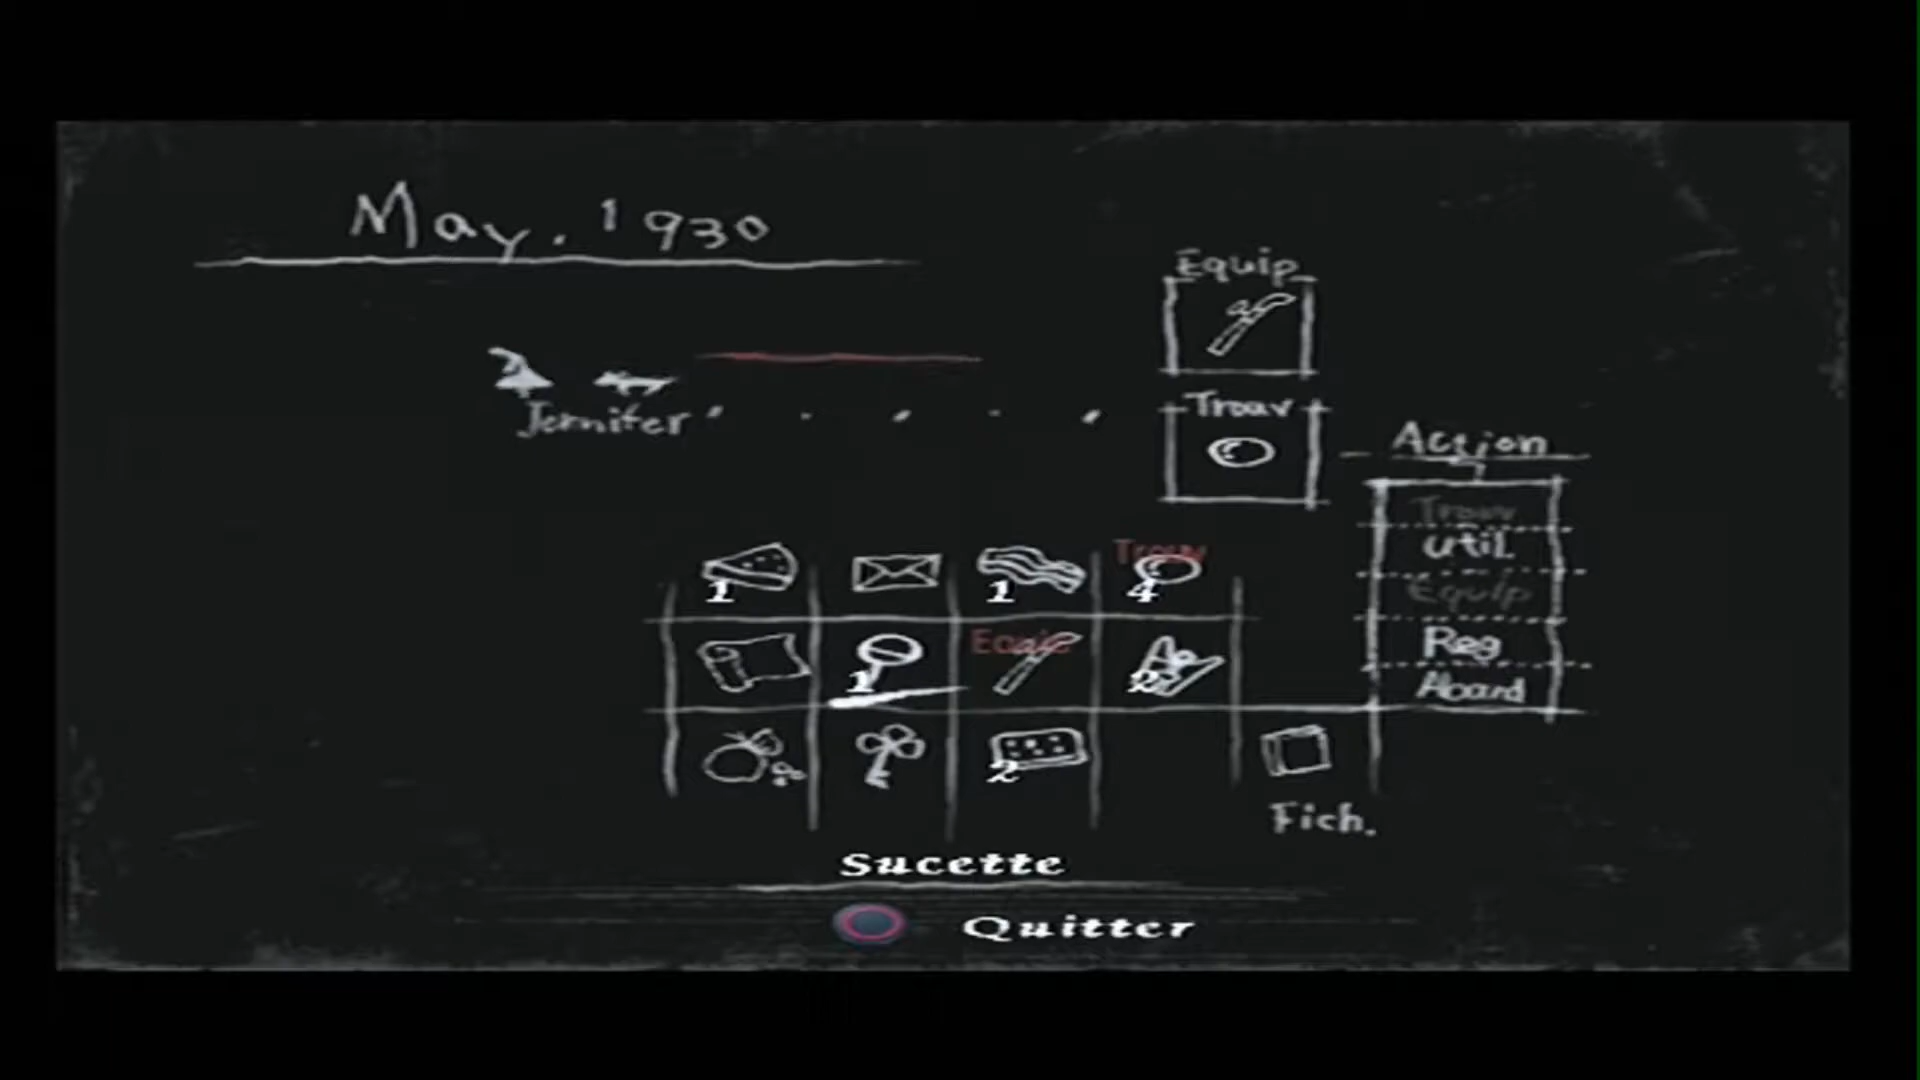 May. 1930
Equip
Jennifer
Trouv
Action
Trouv
Util.
Equip
Reg
Aband
Trouv
1
1
4
1
Equip
2
2
Fich.
Sucette
Quitter